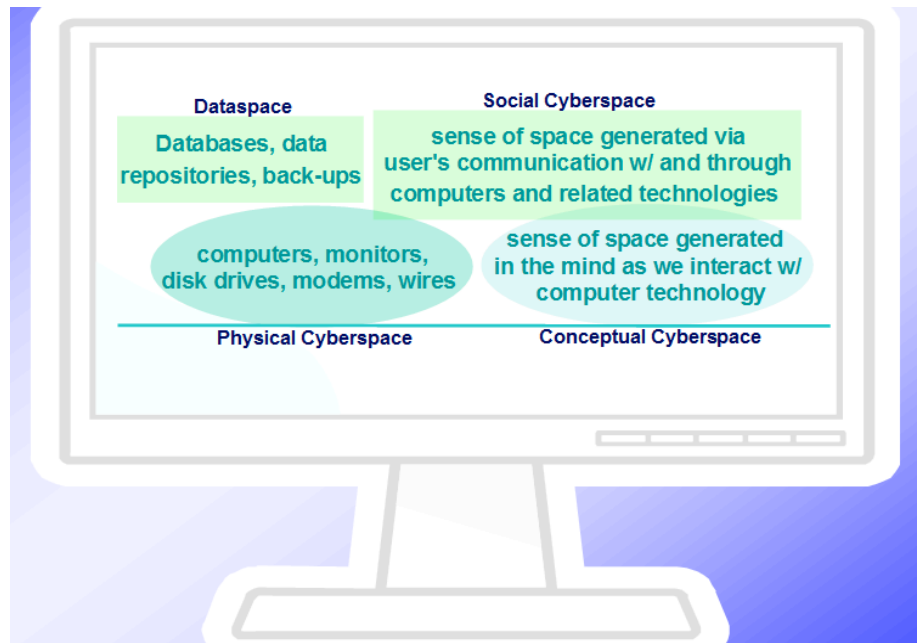 Dataspace
Databases, data
repositories, back-ups
Social Cyberspace
sense of space generated via
user's communication w/ and through
computers and related technologies
computers, monitors,
disk drives, modems, wires
Physical Cyberspace
sense of space generated
in the mind as we interact w/
computer technology
Conceptual Cyberspace